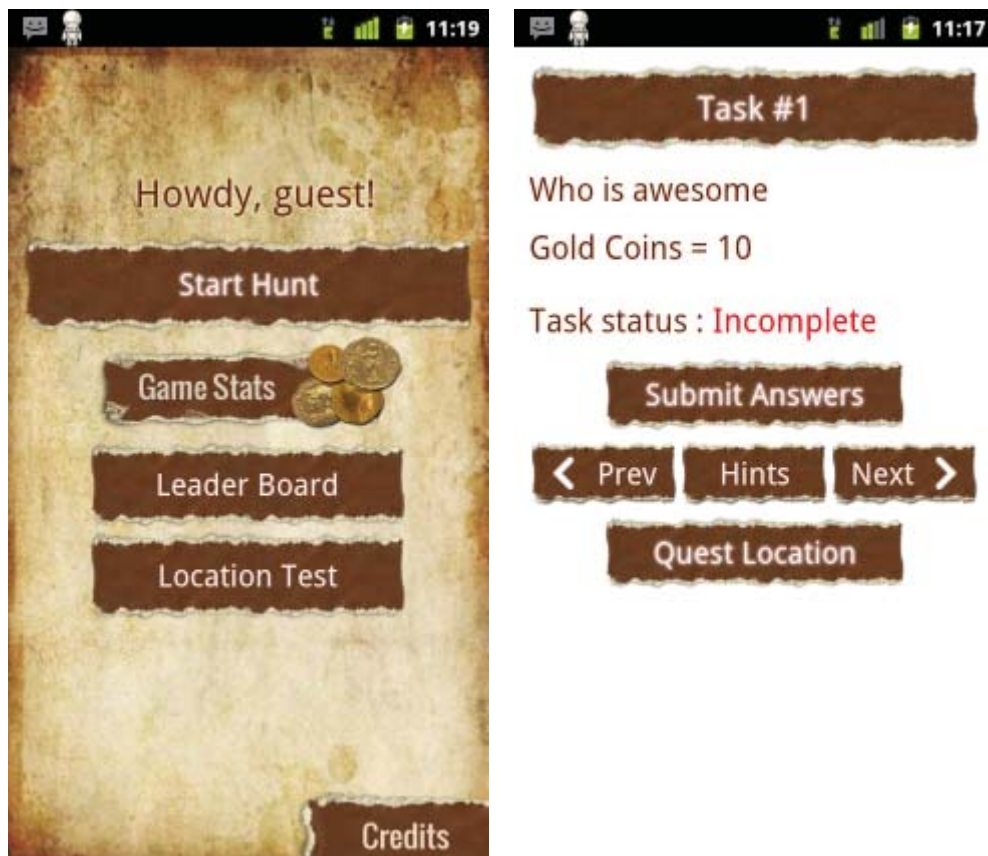 11:19
Howdy, guest!
Start Hunt
Game Stats
Leader Board
Location Test
Credits
11:17
Task #1
Who is awesome
Gold Coins = 10
Task status : Incomplete
Submit Answers
Prev Hints Next
Quest Location